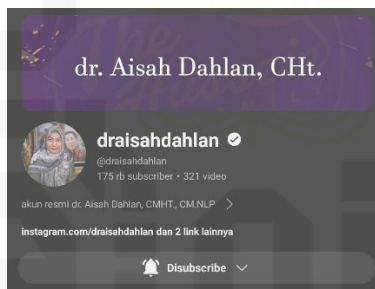 dr. Aisah Dahlan, CHt.
draisahdahlan
@draisahdahlan
175 rb subscriber • 321 video
akun resmi dr. Aisah Dahlan, CMHT., CM.NLP >
instagram.com/draisahdahlan dan 2 link lainnya
Disubscribe